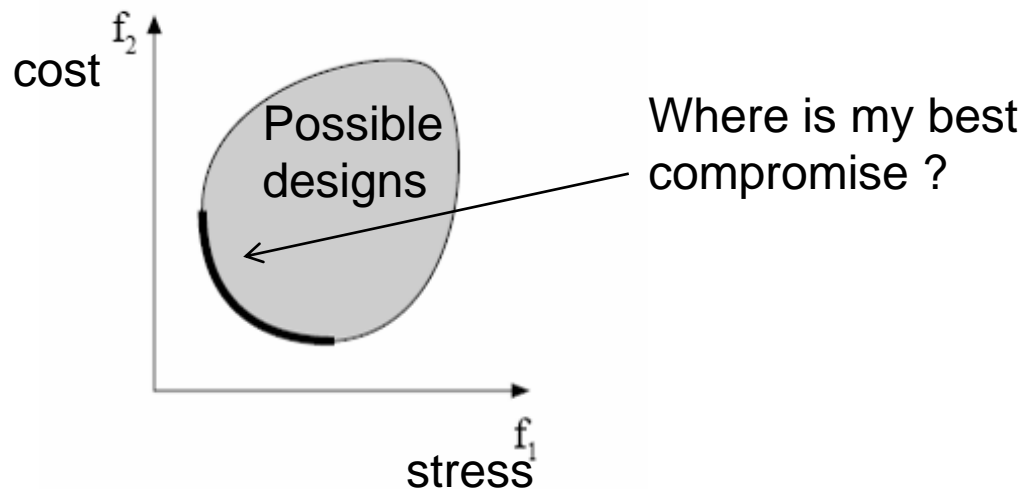 f₂
cost
Possible
designs
Where is my best
compromise ?
f₁
stress